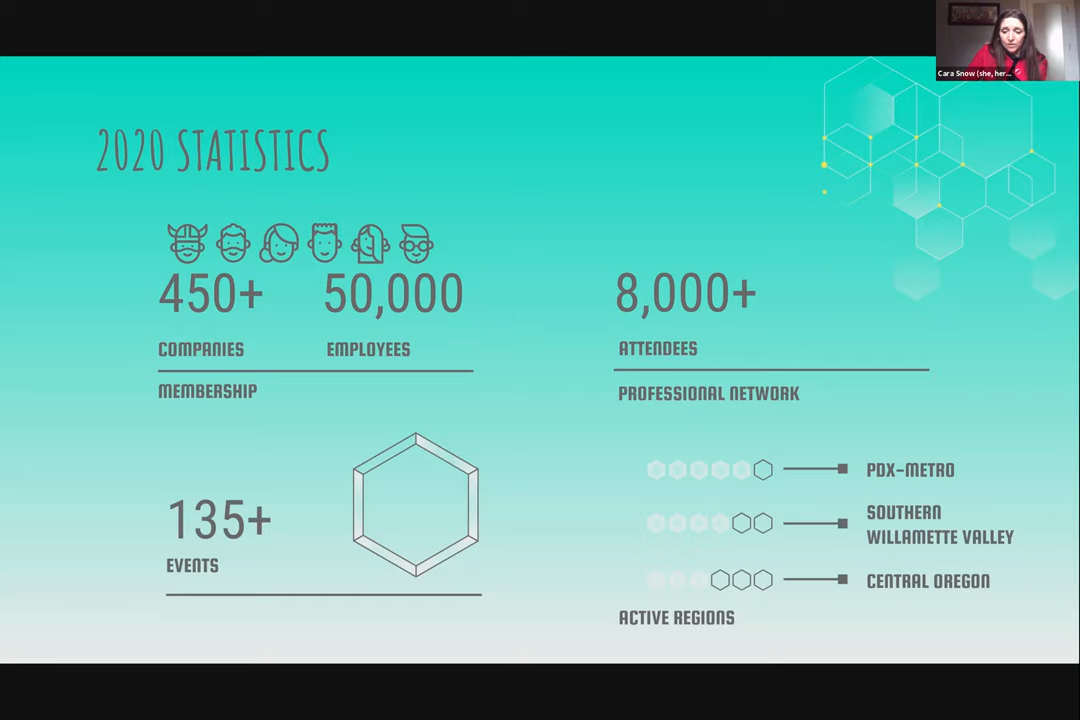 Cara Snow (she, her...
2020 STATISTICS
450+ 50,000
COMPANIES EMPLOYEES
MEMBERSHIP
8,000+
ATTENDEES
PROFESSIONAL NETWORK
135+
EVENTS
PDX-METRO
SOUTHERN
WILLAMETTE VALLEY
CENTRAL OREGON
ACTIVE REGIONS